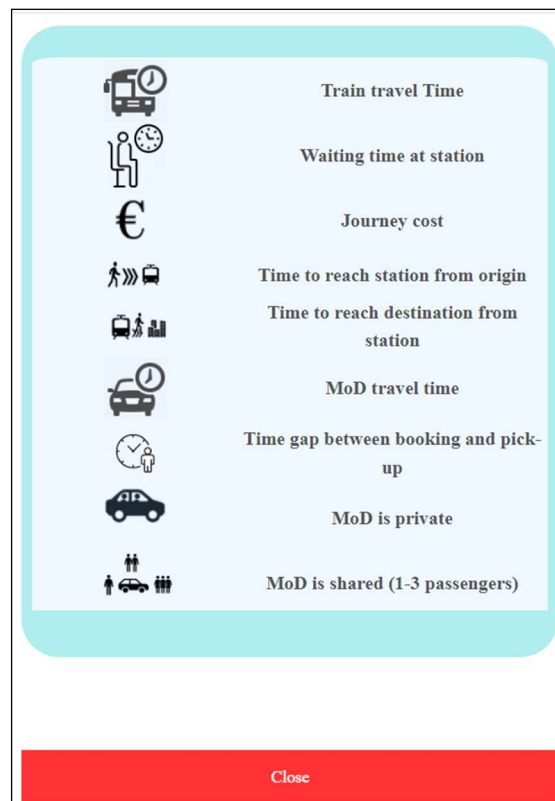 Train travel Time
Waiting time at station
€
Journey cost
Time to reach station from origin
Time to reach destination from
station
MoD travel time
Time gap between booking and pick-
up
MoD is private
MoD is shared (1-3 passengers)
Close